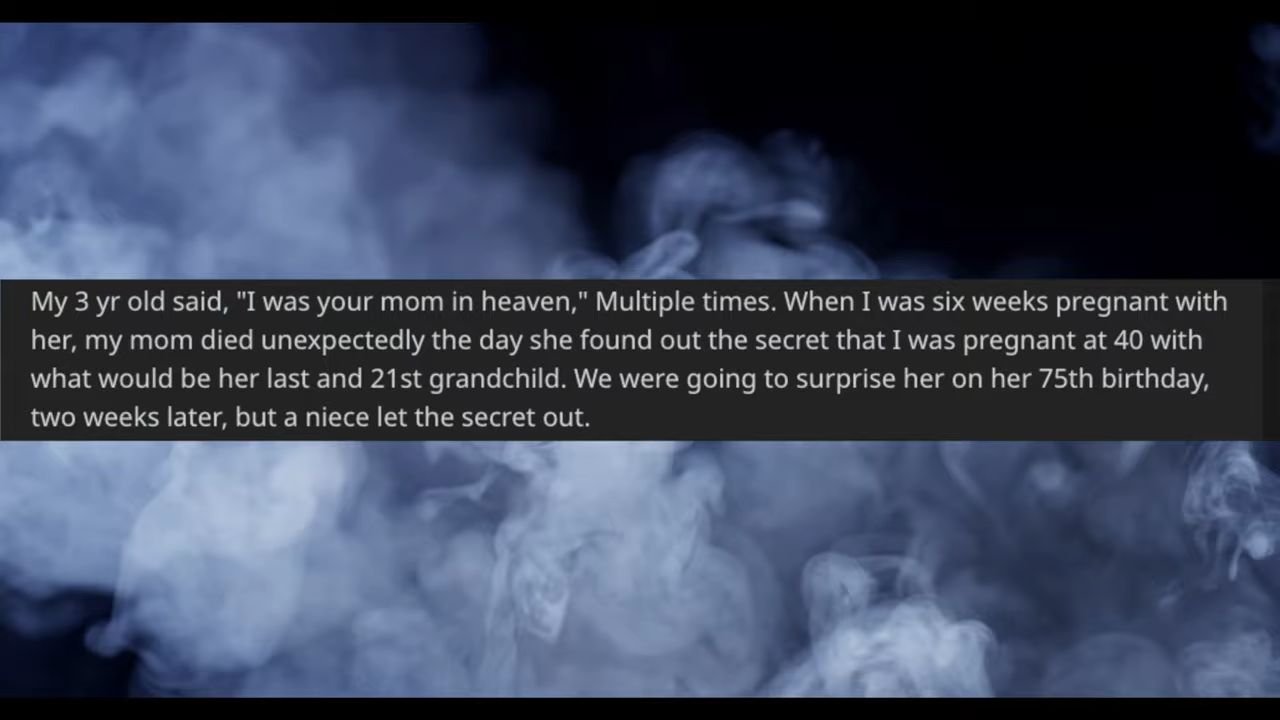 My 3 yr old said, "I was your mom in heaven," Multiple times. When I was six weeks pregnant with
her, my mom died unexpectedly the day she found out the secret that I was pregnant at 40 with
what would be her last and 21st grandchild. We were going to surprise her on her 75th birthday,
two weeks later, but a niece let the secret out.